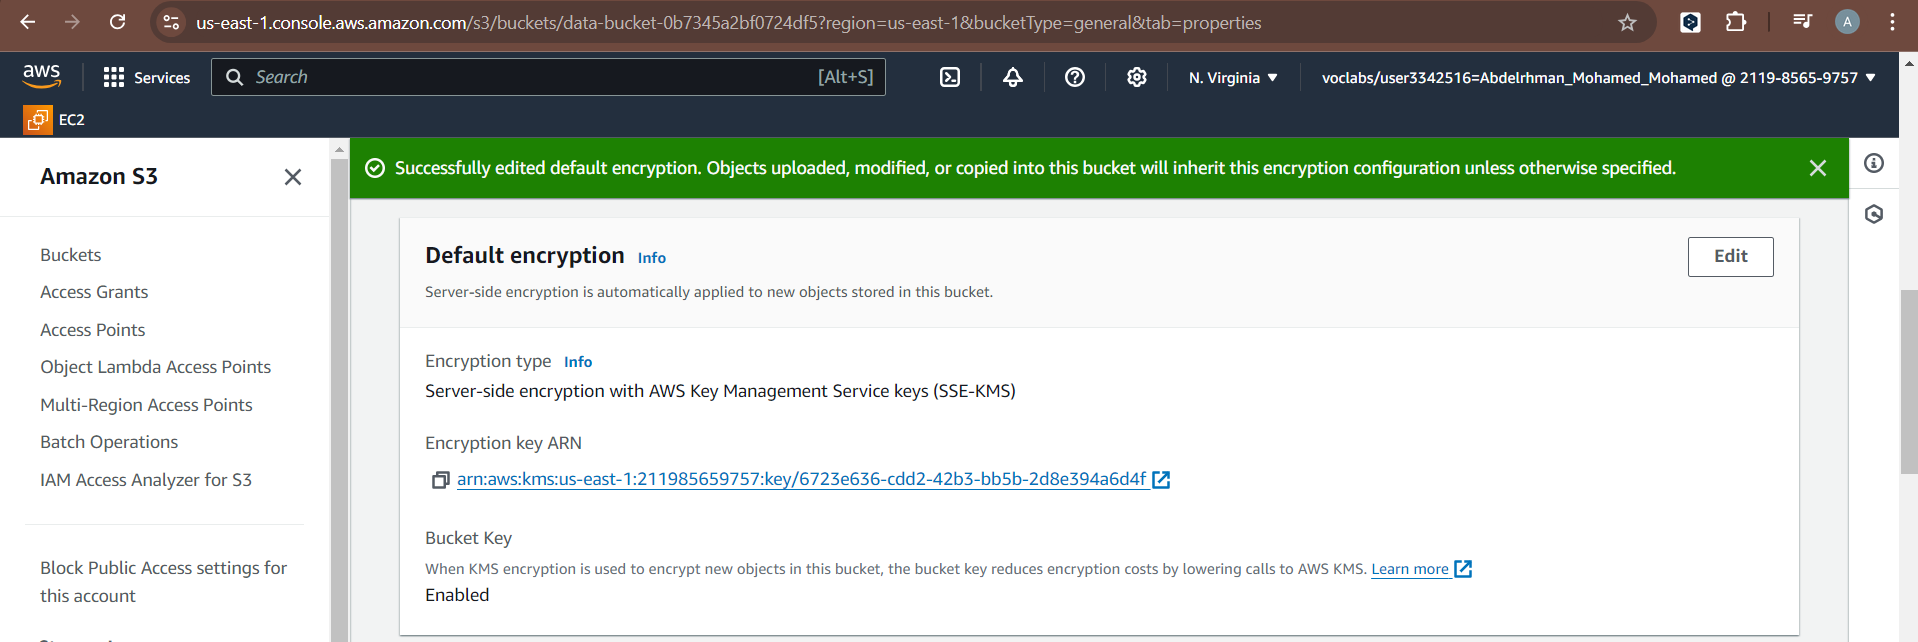 us-east-1.console.aws.amazon.com/s3/buckets/data-bucket-0b7345a2bf0724df5?region=us-east-1&bucketType=general&tab=properties
A
aws
Services
Search
[Alt+S]
N. Virginia
voclabs/user3342516=Abdelrhman_Mohamed_Mohamed @ 2119-8565-9757
EC2
Amazon S3
Buckets
Access Grants
Access Points
Object Lambda Access Points
Multi-Region Access Points
Batch Operations
IAM Access Analyzer for S3
Block Public Access settings for
this account
Successfully edited default encryption. Objects uploaded, modified, or copied into this bucket will inherit this encryption configuration unless otherwise specified.
Default encryption Info
Edit
Server-side encryption is automatically applied to new objects stored in this bucket.
Encryption type Info
Server-side encryption with AWS Key Management Service keys (SSE-KMS)
Encryption key ARN
arn:aws:kms:us-east-1:211985659757:key/6723e636-cdd2-42b3-bb5b-2d8e394a6d4f
Bucket Key
When KMS encryption is used to encrypt new objects in this bucket, the bucket key reduces encryption costs by lowering calls to AWS KMS. Learn more
Enabled